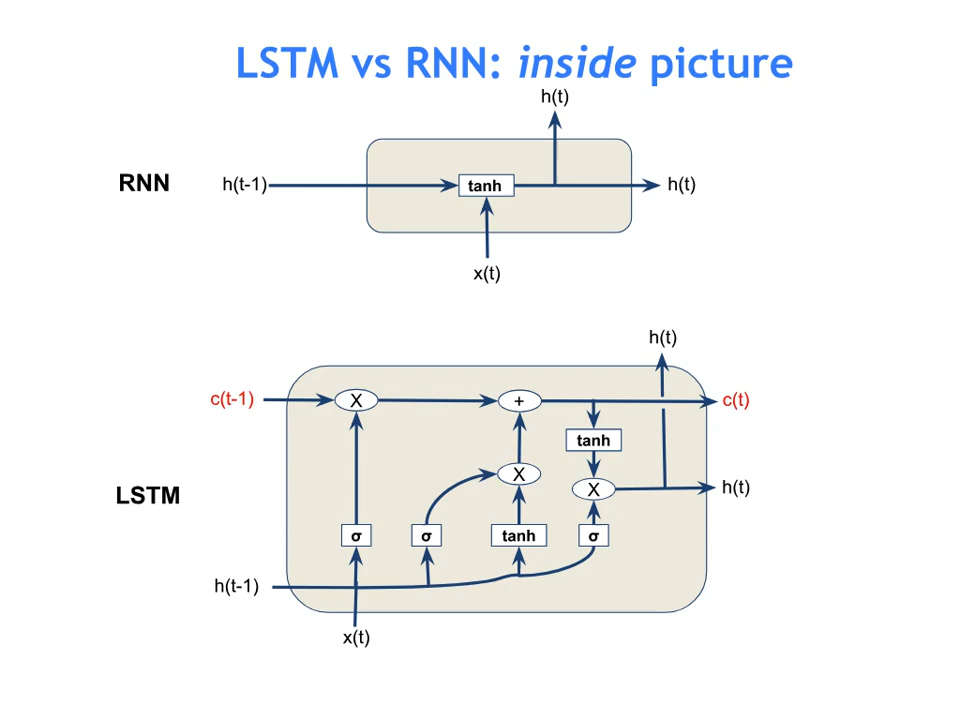 LSTM vs RNN: inside picture
h(t)
RNN
h(t-1)
tanh
h(t)
x(t)
h(t)
c(t-1)
X
+
c(t)
tanh
X
X
h(t)
LSTM
σ
σ
tanh
σ
h(t-1)
x(t)